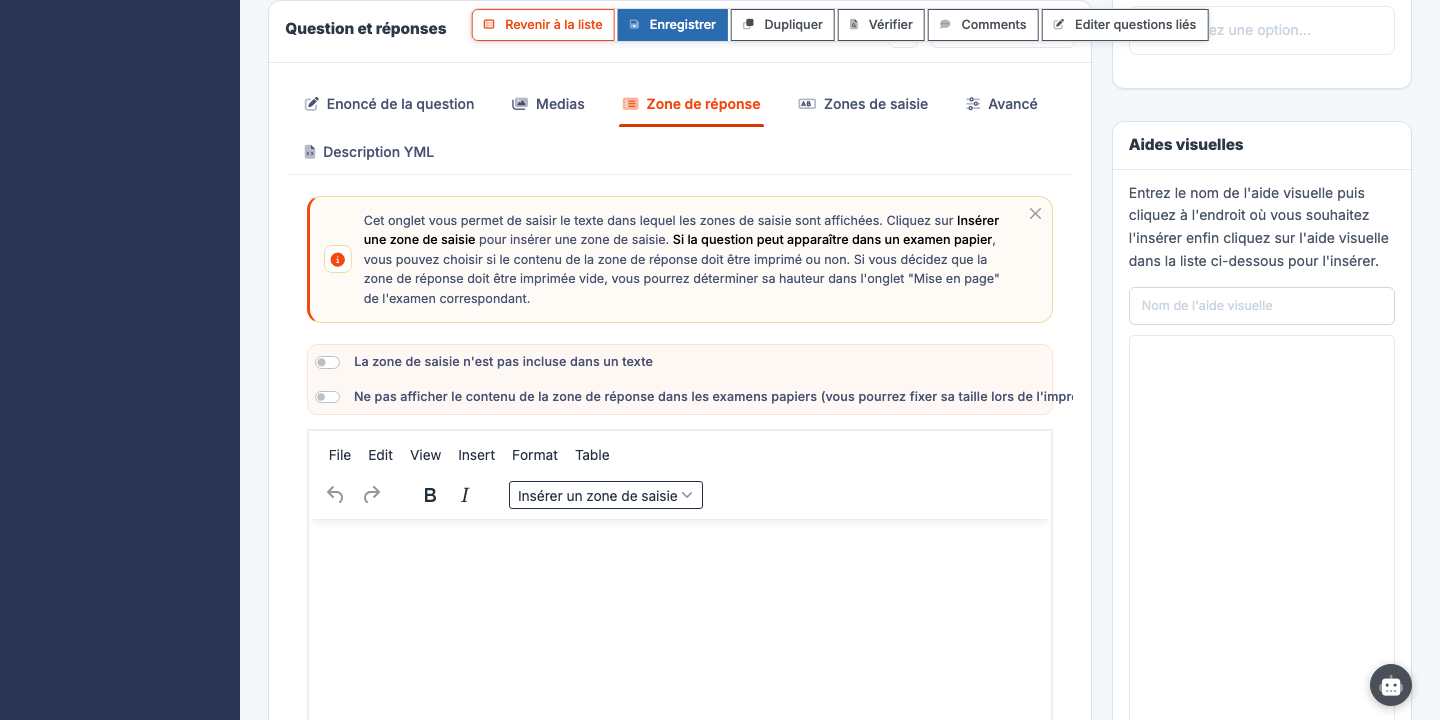 Question et réponses
Revenir à la liste
Enregistrer
Dupliquer
Vérifier
Comments
Editer questions liés
ez une option...
Enoncé de la question
Medias
Zone de réponse
Zones de saisie
Avancé
Description YML
Cet onglet vous permet de saisir le texte dans lequel les zones de saisie sont affichées. Cliquez sur Insérer
une zone de saisie pour insérer une zone de saisie. Si la question peut apparaître dans un examen papier,
vous pouvez choisir si le contenu de la zone de réponse doit être imprimé ou non. Si vous décidez que la
zone de réponse doit être imprimée vide, vous pourrez déterminer sa hauteur dans l'onglet "Mise en page"
de l'examen correspondant.
La zone de saisie n'est pas incluse dans un texte
Ne pas afficher le contenu de la zone de réponse dans les examens papiers (vous pourrez fixer sa taille lors de l'impr
File Edit View Insert Format Table
B I Insérer un zone de saisie
Aides visuelles
Entrez le nom de l'aide visuelle puis
cliquez à l'endroit où vous souhaitez
l'insérer enfin cliquez sur l'aide visuelle
dans la liste ci-dessous pour l'insérer.
Nom de l'aide visuelle